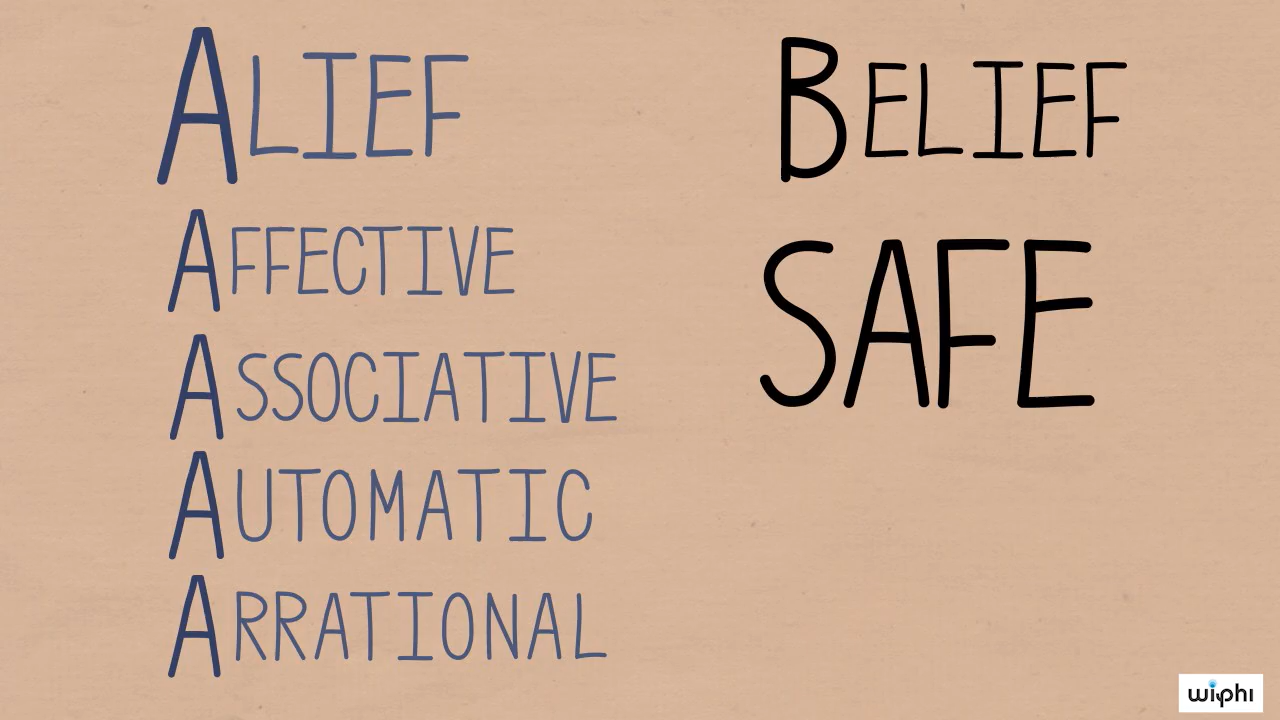 ALIEF
AFFECTIVE
ASSOCIATIVE
AUTOMATIC
ARRATIONAL
BELIEF
SAFE
wiphi